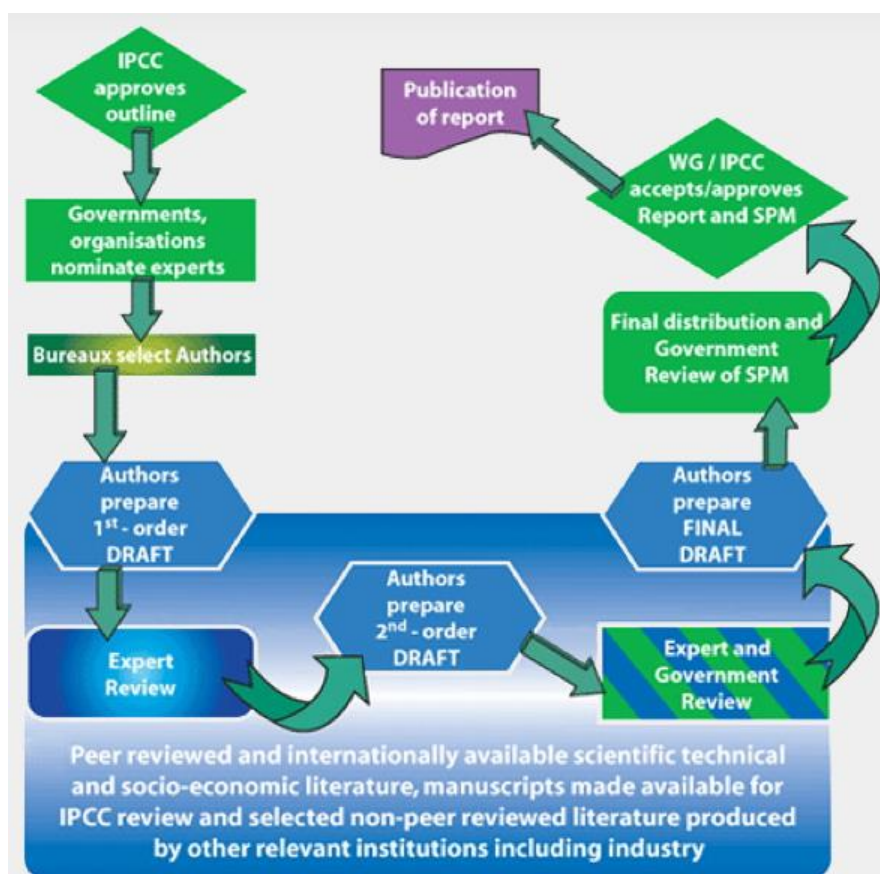 IPCC
approves
outline
Governments,
organisations
nominate experts
Bureaux select Authors
Authors
prepare
1st - order
DRAFT
Expert
Review
Authors
prepare
2nd - order
DRAFT
Expert and
Government
Review
Authors
prepare
FINAL
DRAFT
Final distribution and
Government
Review of SPM
WG / IPCC
accepts/approves
Report and SPM
Publication
of report
Peer reviewed and internationally available scientific technical
and socio-economic literature, manuscripts made available for
IPCC review and selected non-peer reviewed literature produced
by other relevant institutions including industry